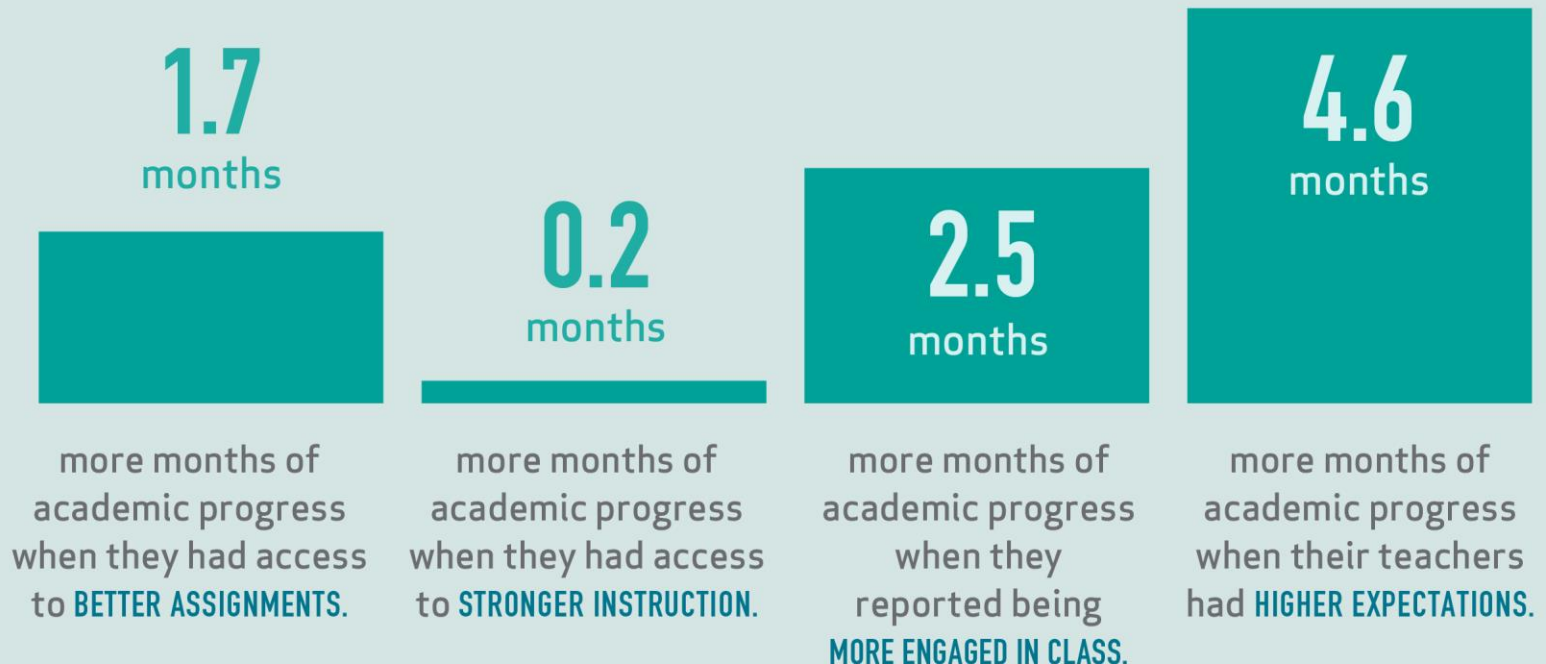 1.7
months
more months of
academic progress
when they had access
to BETTER ASSIGNMENTS.
0.2
months
more months of
academic progress
when they had access
to STRONGER INSTRUCTION.
2.5
months
more months of
academic progress
when they
reported being
MORE ENGAGED IN CLASS.
4.6
months
more months of
academic progress
when their teachers
had HIGHER EXPECTATIONS.